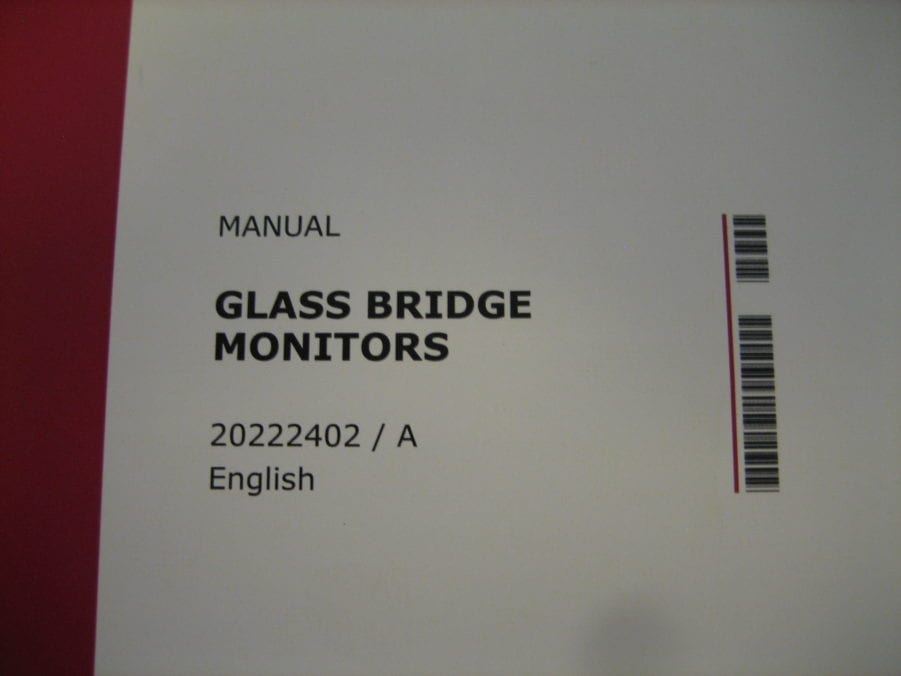 MANUAL
GLASS BRIDGE
MONITORS
20222402 / A
English